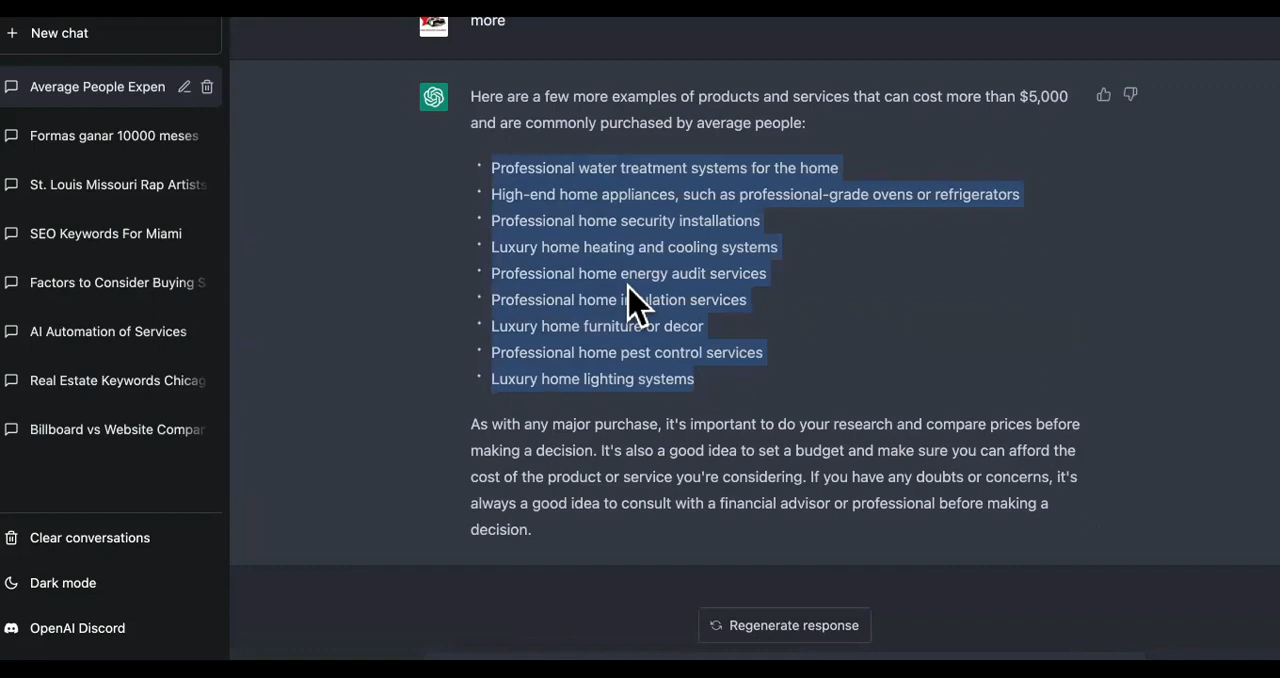 New chat
Average People Expen
Formas ganar 10000 meses
St. Louis Missouri Rap Artists
SEO Keywords For Miami
Factors to Consider Buying S
AI Automation of Services
Real Estate Keywords Chicag
Billboard vs Website Compar
Clear conversations
Dark mode
OpenAI Discord
more
Here are a few more examples of products and services that can cost more than $5,000
and are commonly purchased by average people:
Professional water treatment systems for the home
High-end home appliances, such as professional-grade ovens or refrigerators
Professional home security installations
Luxury home heating and cooling systems
Professional home energy audit services
Professional home insulation services
Luxury home furniture or decor
Professional home pest control services
Luxury home lighting systems
As with any major purchase, it's important to do your research and compare prices before
making a decision. It's also a good idea to set a budget and make sure you can afford the
cost of the product or service you're considering. If you have any doubts or concerns, it's
always a good idea to consult with a financial advisor or professional before making a
decision.
Regenerate response